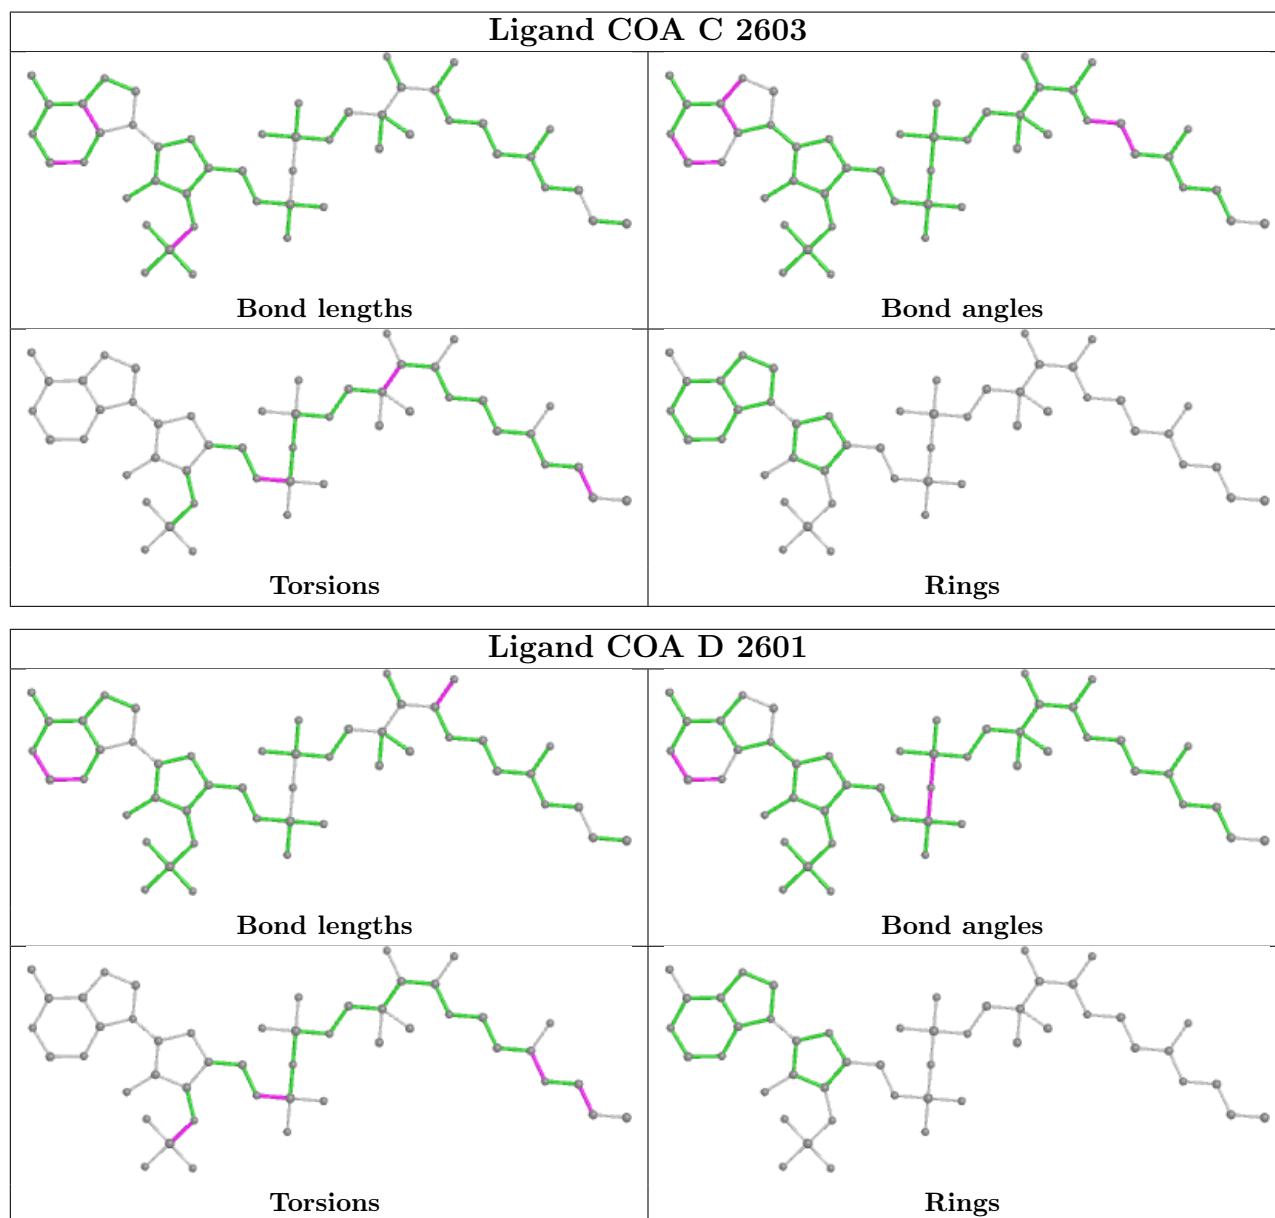 Ligand COA C 2603
Bond lengths
Bond angles
Torsions
Rings
Ligand COA D 2601
Bond lengths
Bond angles
Torsions
Rings